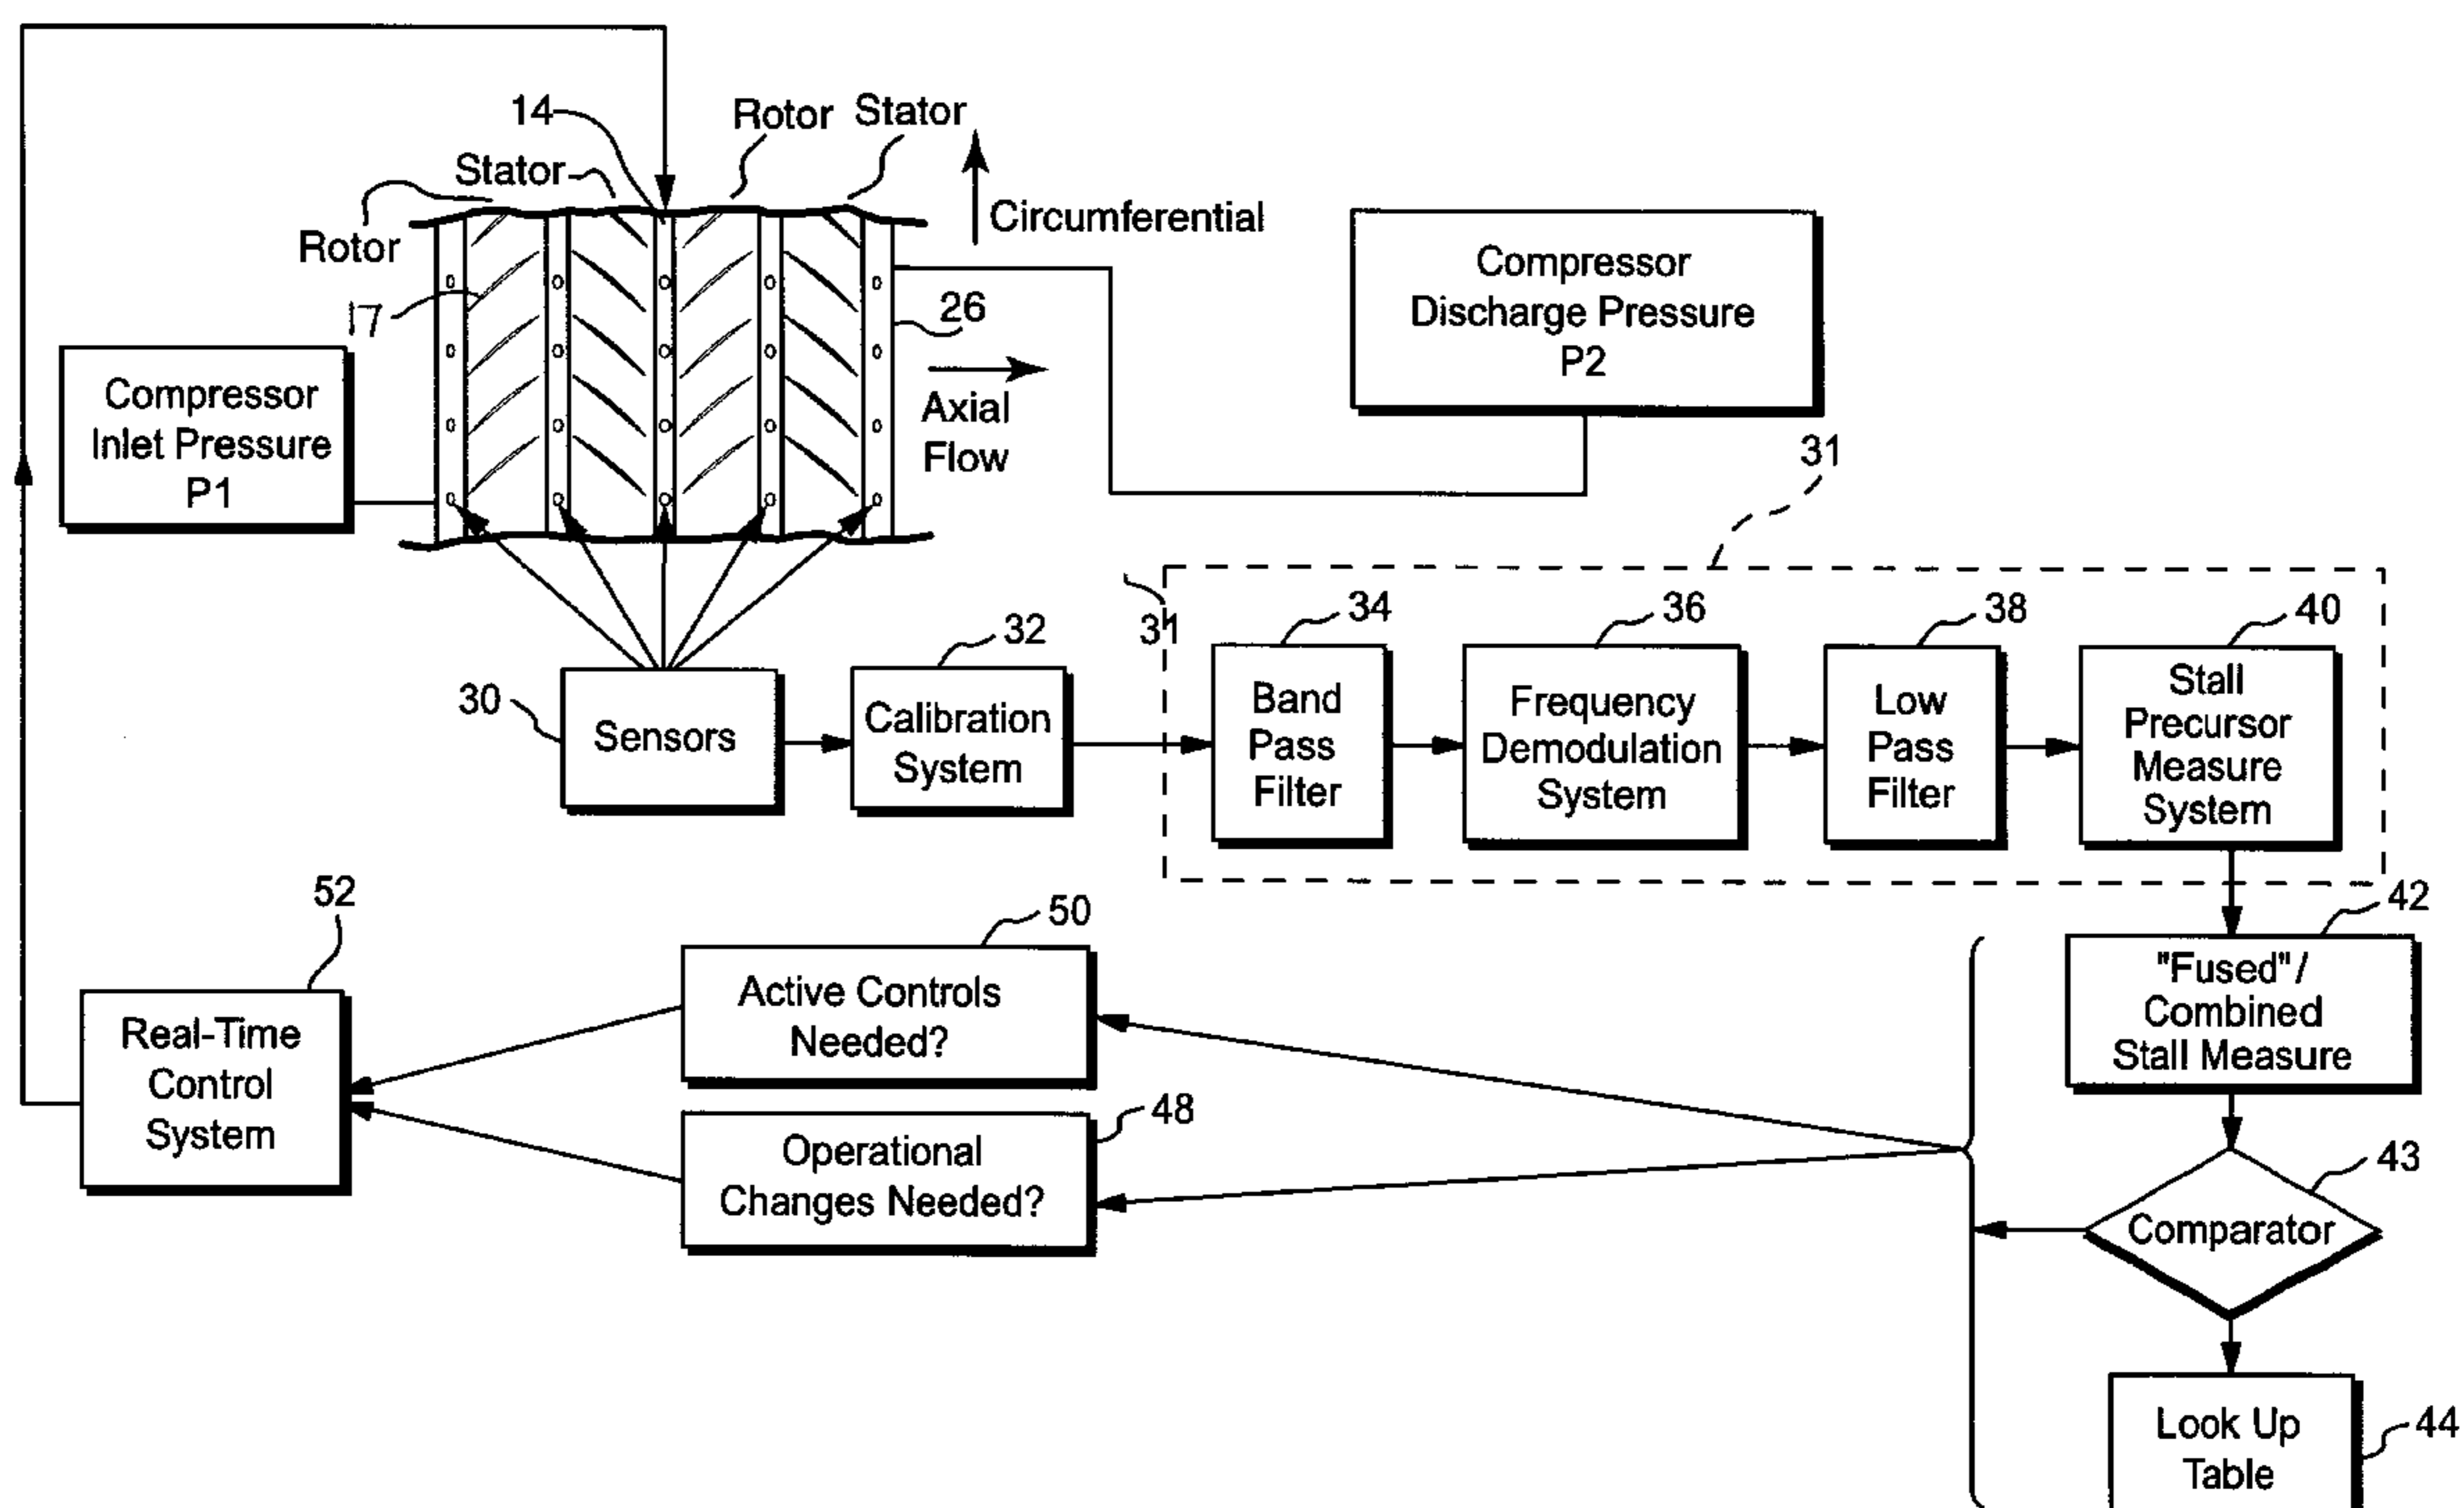 14
Rotor
Stator
Stator
Rotor
Circumferential
17
26
Axial
Flow
Compressor
Inlet Pressure
P1
Compressor
Discharge Pressure
P2
31
31
30
Sensors
32
Calibration
System
34
Band
Pass
Filter
36
Frequency
Demodulation
System
38
Low
Pass
Filter
40
Stall
Precursor
Measure
System
42
"Fused"/
Combined
Stall Measure
43
Comparator
44
Look Up
Table
50
Active Controls
Needed?
48
Operational
Changes Needed?
52
Real-Time
Control
System